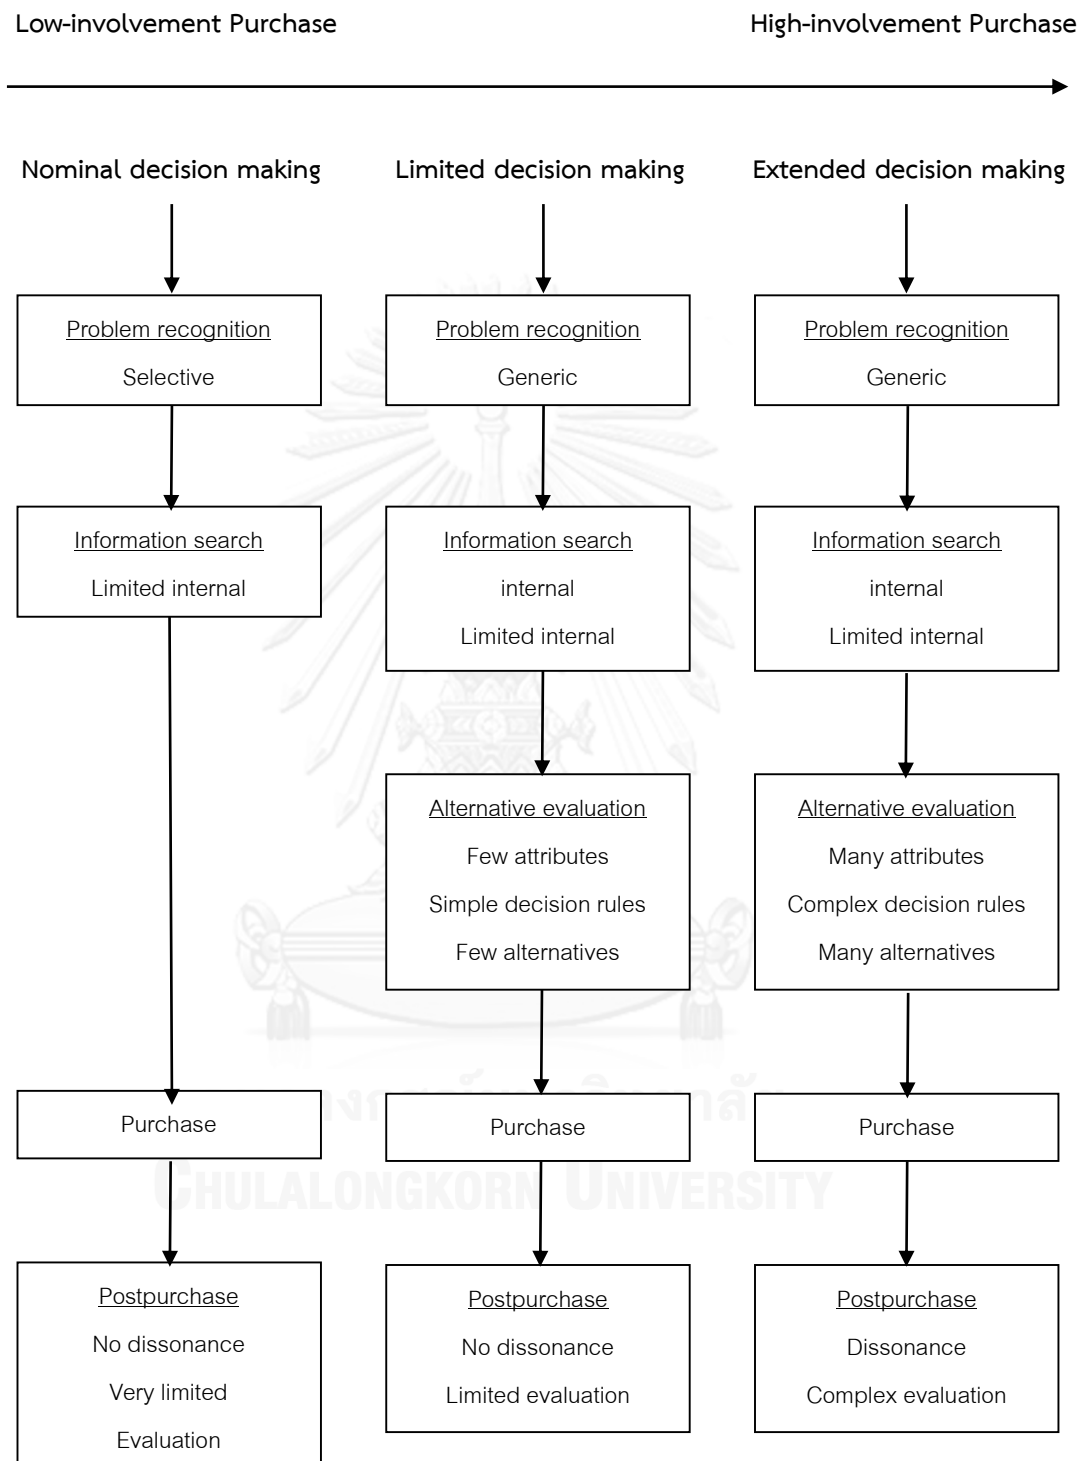 Low-involvement Purchase
High-involvement Purchase
Nominal decision making
Limited decision making
Extended decision making
Problem recognition
Selective
Problem recognition
Generic
Problem recognition
Generic
Information search
Limited internal
Information search
internal
Limited internal
Information search
internal
Limited internal
Alternative evaluation
Few attributes
Simple decision rules
Few alternatives
Alternative evaluation
Many attributes
Complex decision rules
Many alternatives
Purchase
Purchase
Purchase
CHULALONGKORN UNIVERSITY
Postpurchase
No dissonance
Very limited
Evaluation
Postpurchase
No dissonance
Limited evaluation
Postpurchase
Dissonance
Complex evaluation